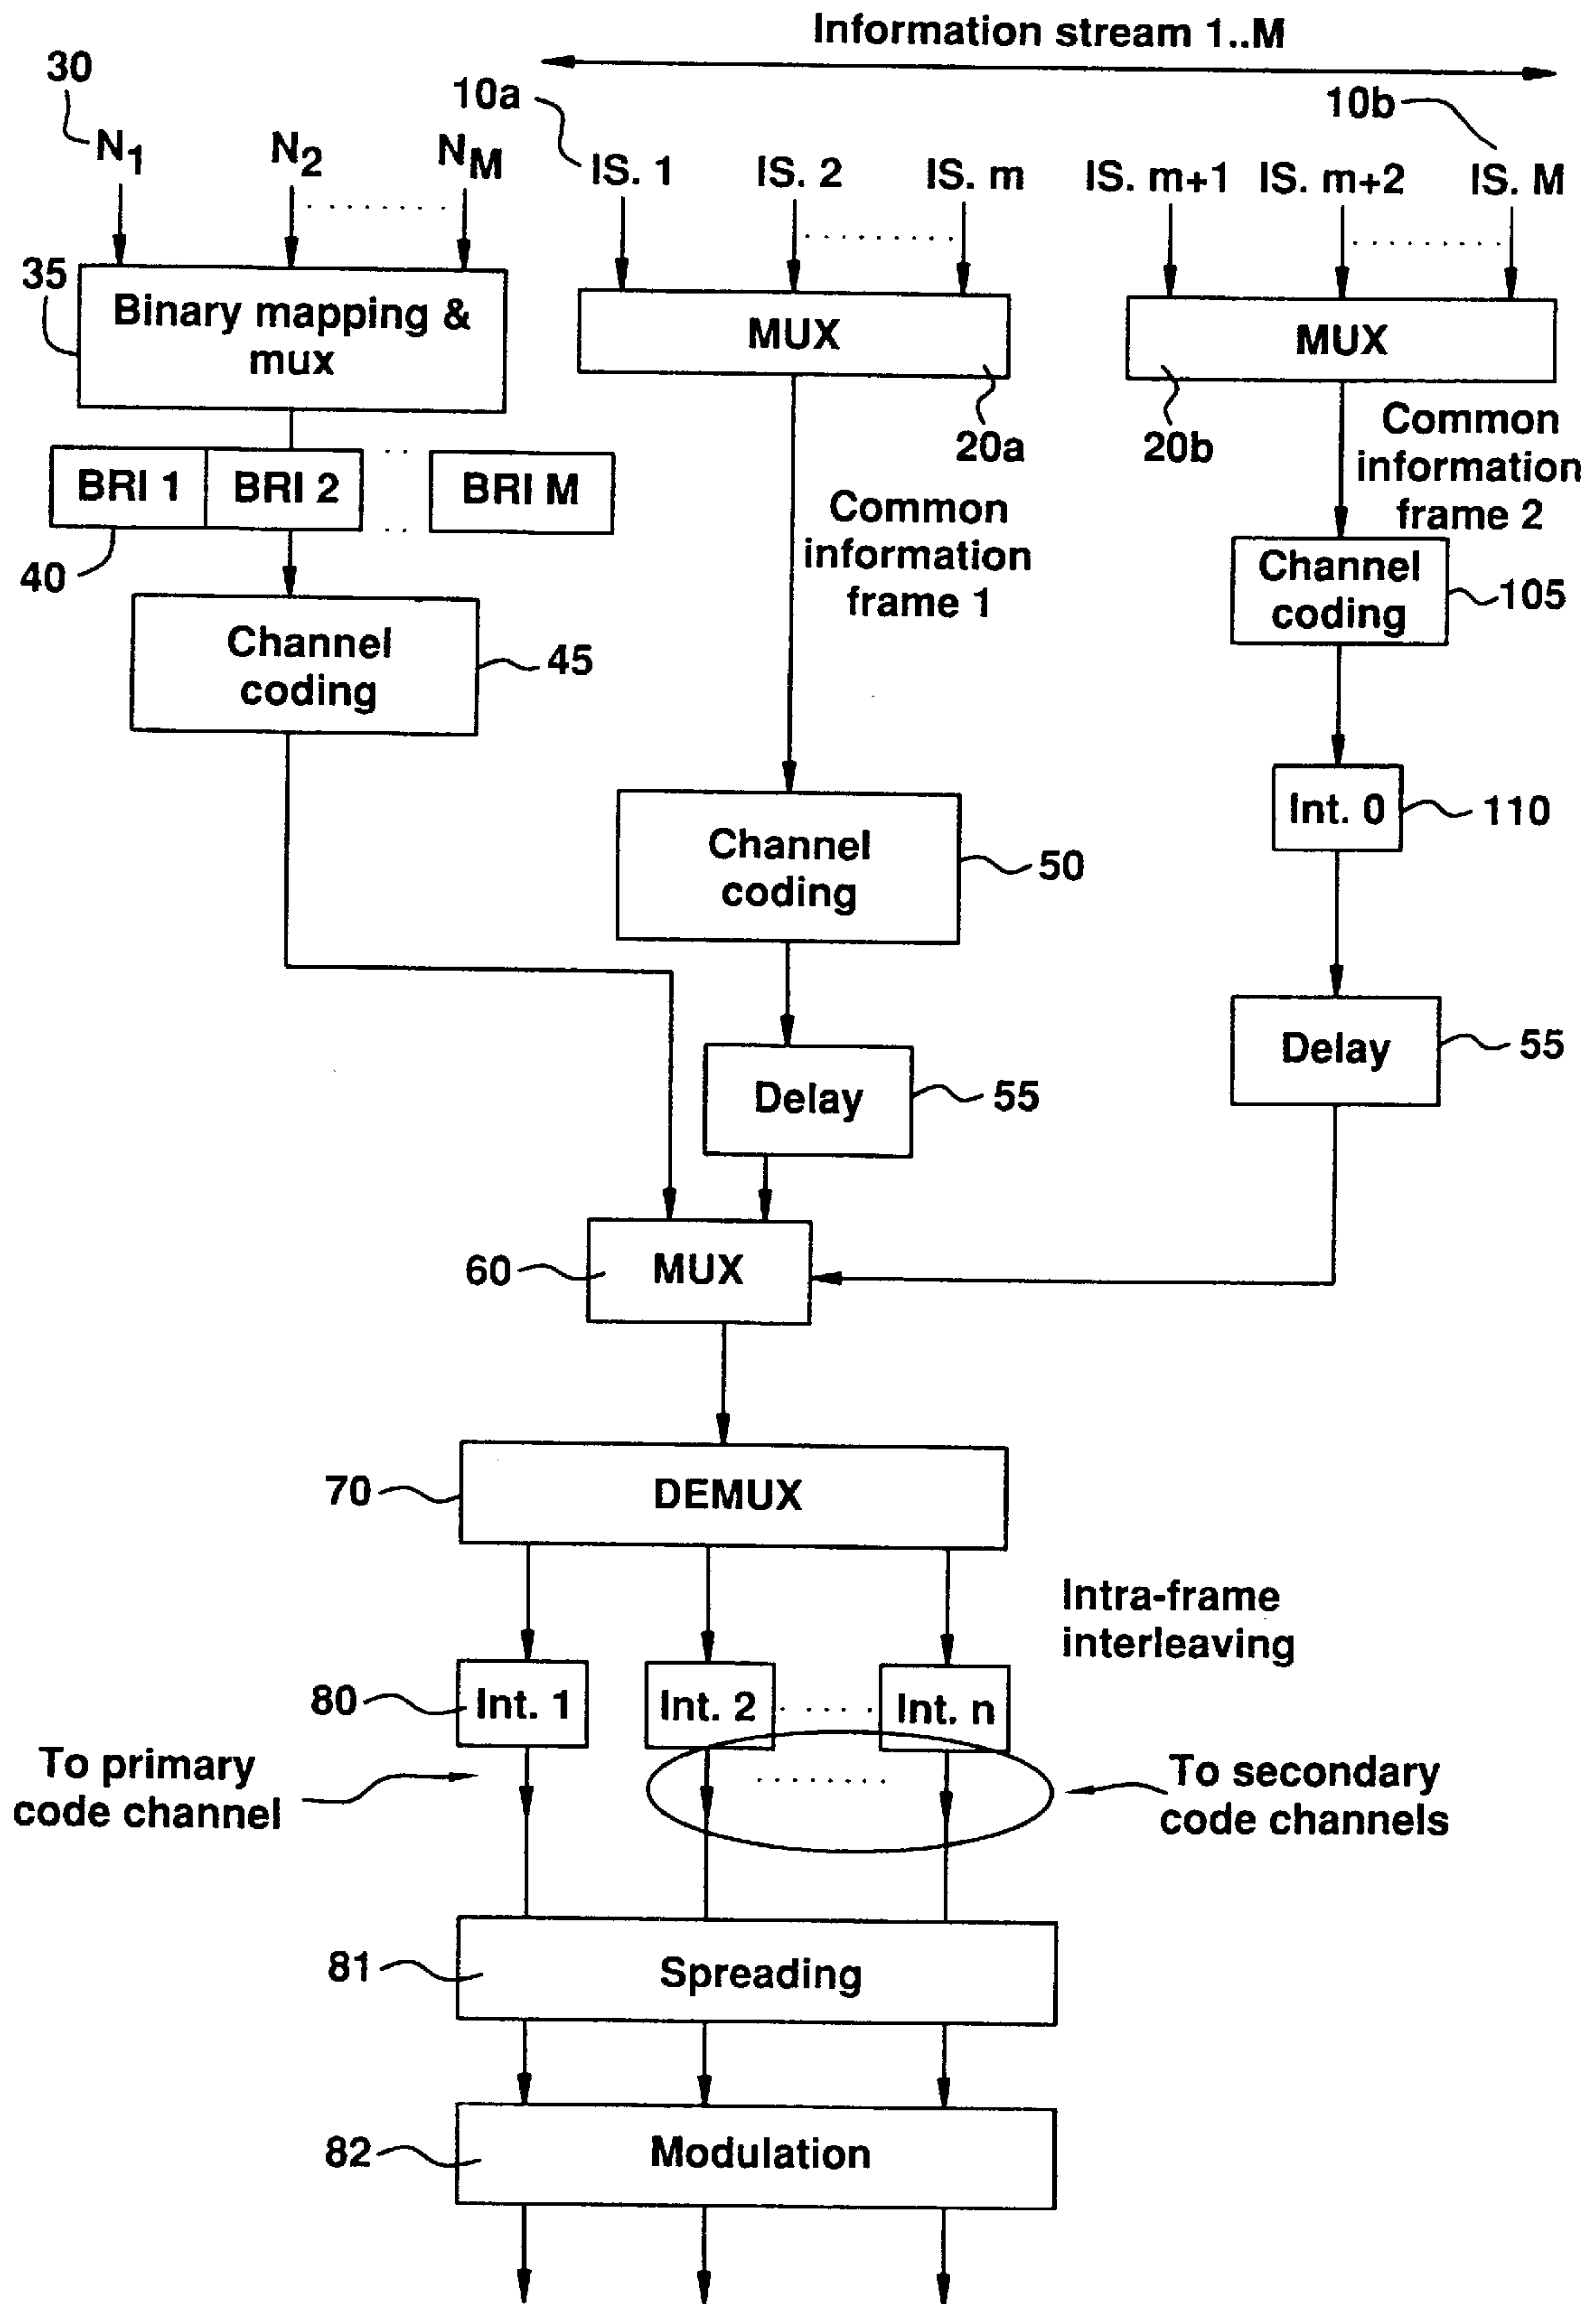 Information stream 1..M
30
10a
10b
N1
N2
NM
IS. 1
IS. 2
IS. m
IS. m+1
IS. m+2
IS. M
35
Binary mapping &
mux
MUX
MUX
20a
20b
BRI 1
BRI 2
BRI M
40
Common
information
frame 1
Common
information
frame 2
Channel
coding
45
Channel
coding
105
Int. 0
110
Channel
coding
50
Delay
55
Delay
55
60
MUX
70
DEMUX
Intra-frame
interleaving
80
Int. 1
Int. 2
Int. n
To primary
code channel
To secondary
code channels
81
Spreading
82
Modulation